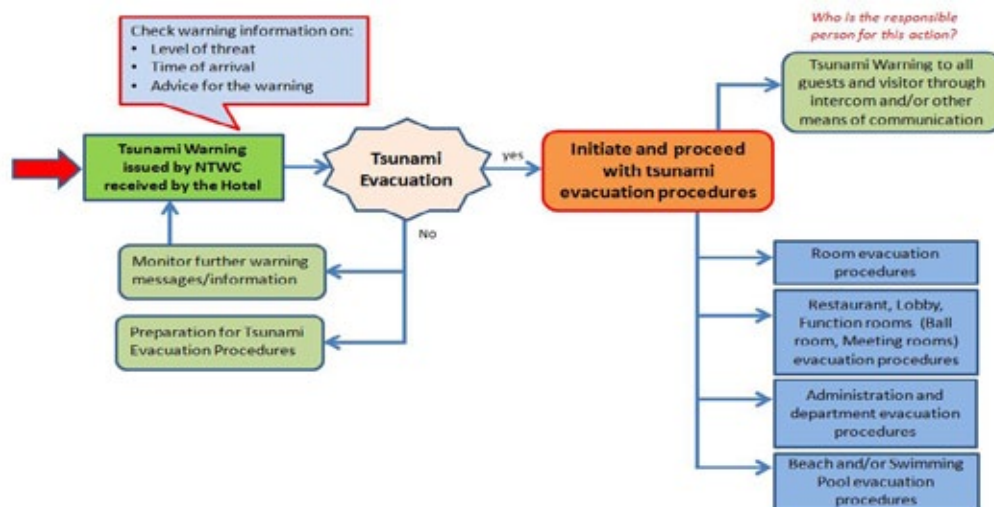 Check warning information on:
• Level of threat
• Time of arrival
• Advice for the warning
Who is the responsible
person for this action?
Tsunami Warning to all
guests and visitor through
intercom and/or other
means of communication
Tsunami Warning
issued by NTWC
received by the Hotel
Tsunami
Evacuation
yes
Initiate and proceed
with tsunami
evacuation procedures
No
Monitor further warning
messages/information
Preparation for Tsunami
Evacuation Procedures
Room evacuation
procedures
Restaurant, Lobby,
Function rooms (Ball
room, Meeting rooms)
evacuation procedures
Administration and
department evacuation
procedures
Beach and/or Swimming
Pool evacuation
procedures